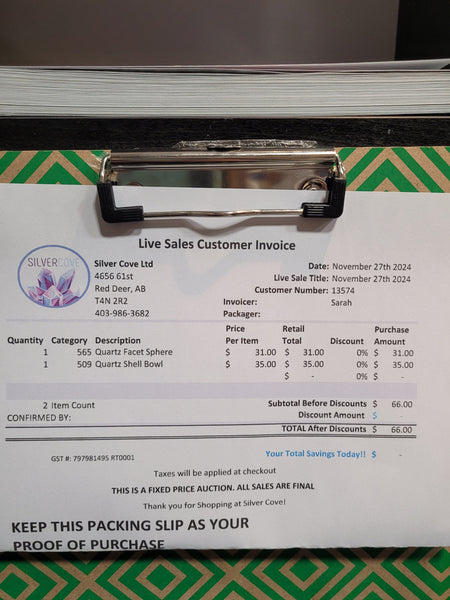 Live Sales Customer Invoice
SILVERCOVE
Silver Cove Ltd
4656 61st
Red Deer, AB
T4N 2R2
403-986-3682
Date: November 27th 2024
Live Sale Title: November 27th 2024
Customer Number: 13574
Invoicer: Sarah
Packager:
Quantity Category Description Price Per Item Retail Total Discount Purchase Amount
1 565 Quartz Facet Sphere $ 31.00 $ 31.00 0% $ 31.00
1 509 Quartz Shell Bowl $ 35.00 $ 35.00 0% $ 35.00
$ - 0% $ -
2 Item Count Subtotal Before Discounts $ 66.00
CONFIRMED BY: Discount Amount $ -
TOTAL After Discounts $ 66.00
GST #: 797981495 RT0001 Your Total Savings Today!! $ -
Taxes will be applied at checkout
THIS IS A FIXED PRICE AUCTION. ALL SALES ARE FINAL
Thank you for Shopping at Silver Cove!
KEEP THIS PACKING SLIP AS YOUR
PROOF OF PURCHASE